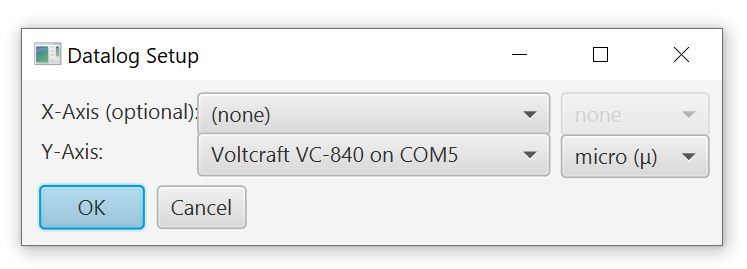 Datalog Setup
X-Axis (optional): (none) none
Y-Axis: Voltcraft VC-840 on COM5 micro (µ)
OK Cancel